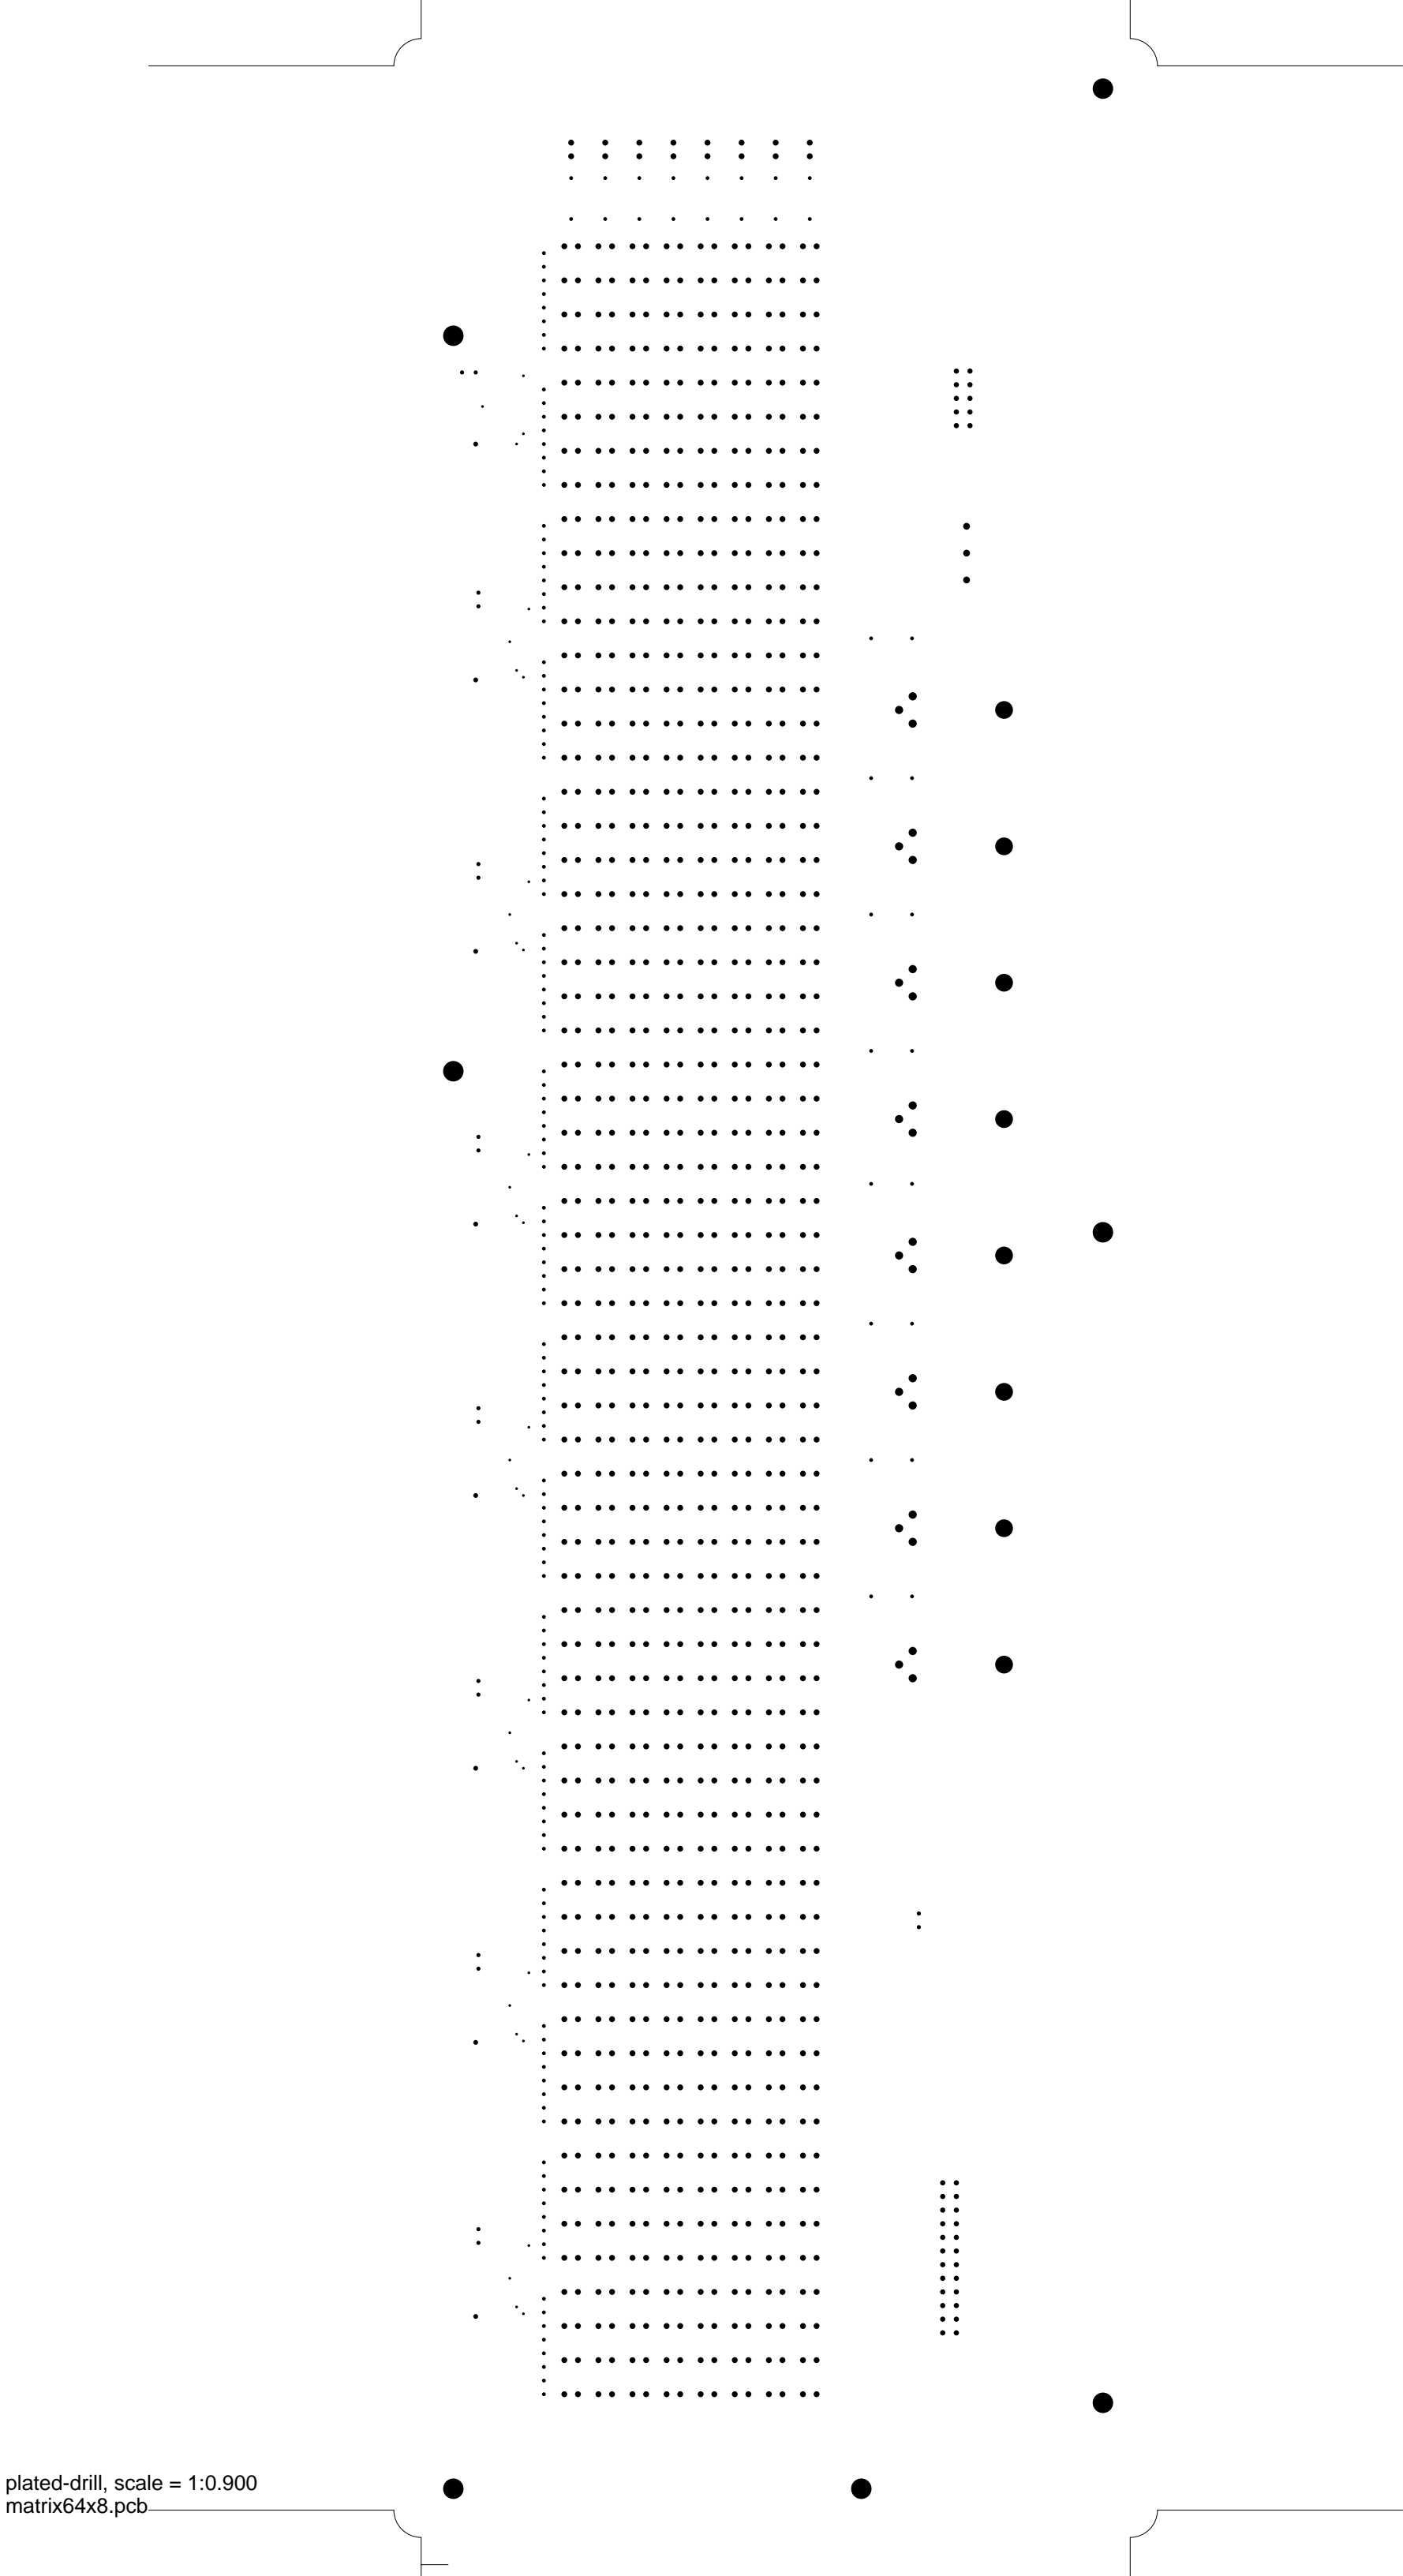 plated-drill, scale = 1:0.900
matrix64x8.pcb